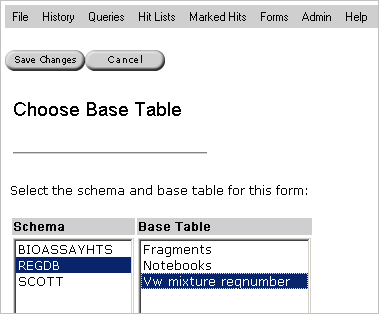 File History Queries Hit Lists Marked Hits Forms Admin Help
Save Changes Cancel
Choose Base Table
Select the schema and base table for this form:
Schema Base Table
BIOASSAYHTS Fragments
REGDB Notebooks
SCOTT Vw mixture regnumber